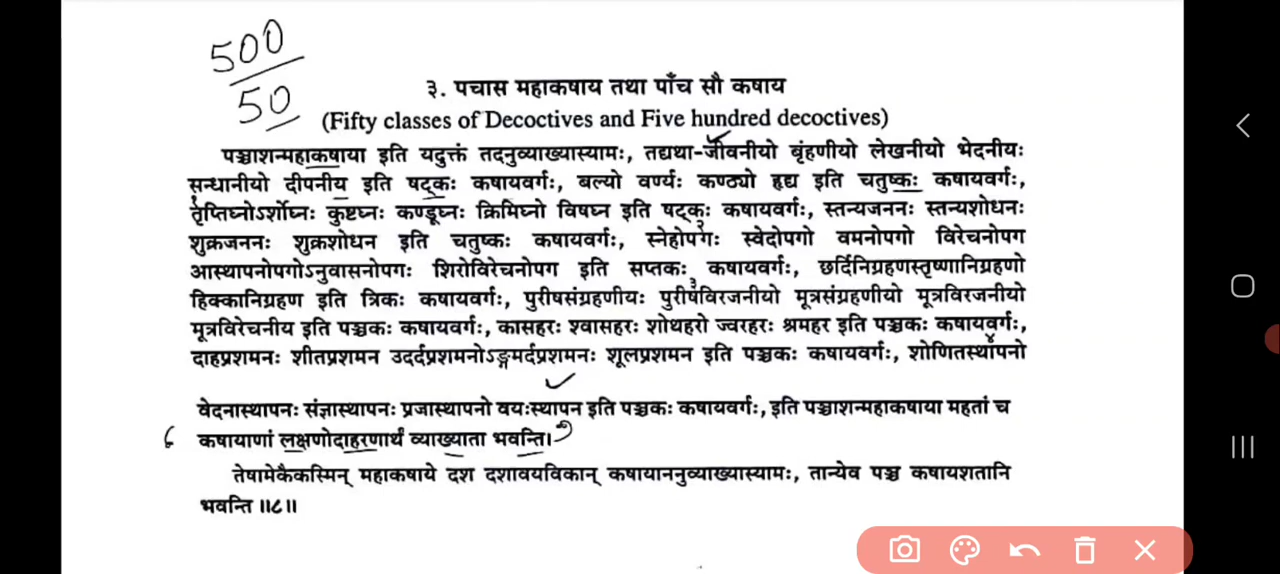 500
50
३. पचास महाकषाय तथा पाँच सौ कषाय
(Fifty classes of Decoctives and Five hundred decoctives)
पञ्चाशन्महाकषाया इति यदुक्तं तदनुव्याख्यास्यामः, तद्यथा-जीवनीयो बृंहणीयो लेखनीयो भेदनीयः
सन्धानीयो दीपनीय इति षट्कः कषायवर्गः, बल्यो वर्ण्यः कण्ठ्यो हृद्य इति चतुष्कः कषायवर्गः,
तृप्तिघ्नोऽर्शोघ्नः कुष्ठघ्नः कण्डूघ्नः क्रिमिघ्नो विषघ्न इति षट्कः कषायवर्गः, स्तन्यजननः स्तन्यशोधनः
शुक्रजननः शुक्रशोधन इति चतुष्कः कषायवर्गः, स्नेहोपगः स्वेदोपगो वमनोपगो विरेचनोपग
आस्थापनोपगोऽनुवासनोपगः शिरोविरेचनोपग इति सप्तकः कषायवर्गः, छर्दिनिग्रहणस्तृष्णानिग्रहणो
हिक्कानिग्रहण इति त्रिकः कषायवर्गः, पुरीषसंग्रहणीयः पुरीषविरजनीयो मूत्रसंग्रहणीयो मूत्रविरजनीयो
मूत्रविरेचनीय इति पञ्चकः कषायवर्गः, कासहरः श्वासहरः शोथहरो ज्वरहरः श्रमहर इति पञ्चकः कषायवर्गः,
दाहप्रशमनः शीतप्रशमन उदर्दप्रशमनोऽङ्गमर्दप्रशमनः शूलप्रशमन इति पञ्चकः कषायवर्गः, शोणितस्थापनो
वेदनास्थापनः संज्ञास्थापनः प्रजास्थापनो वयःस्थापन इति पञ्चकः कषायवर्गः, इति पञ्चाशन्महाकषाया महतां च
कषायाणां लक्षणोदाहरणार्थं व्याख्याता भवन्ति।
तेषामेकैकस्मिन् महाकषाये दश दशावयविकान् कषायाननुव्याख्यास्यामः, तान्येव पञ्च कषायशतानि
भवन्ति ॥८॥